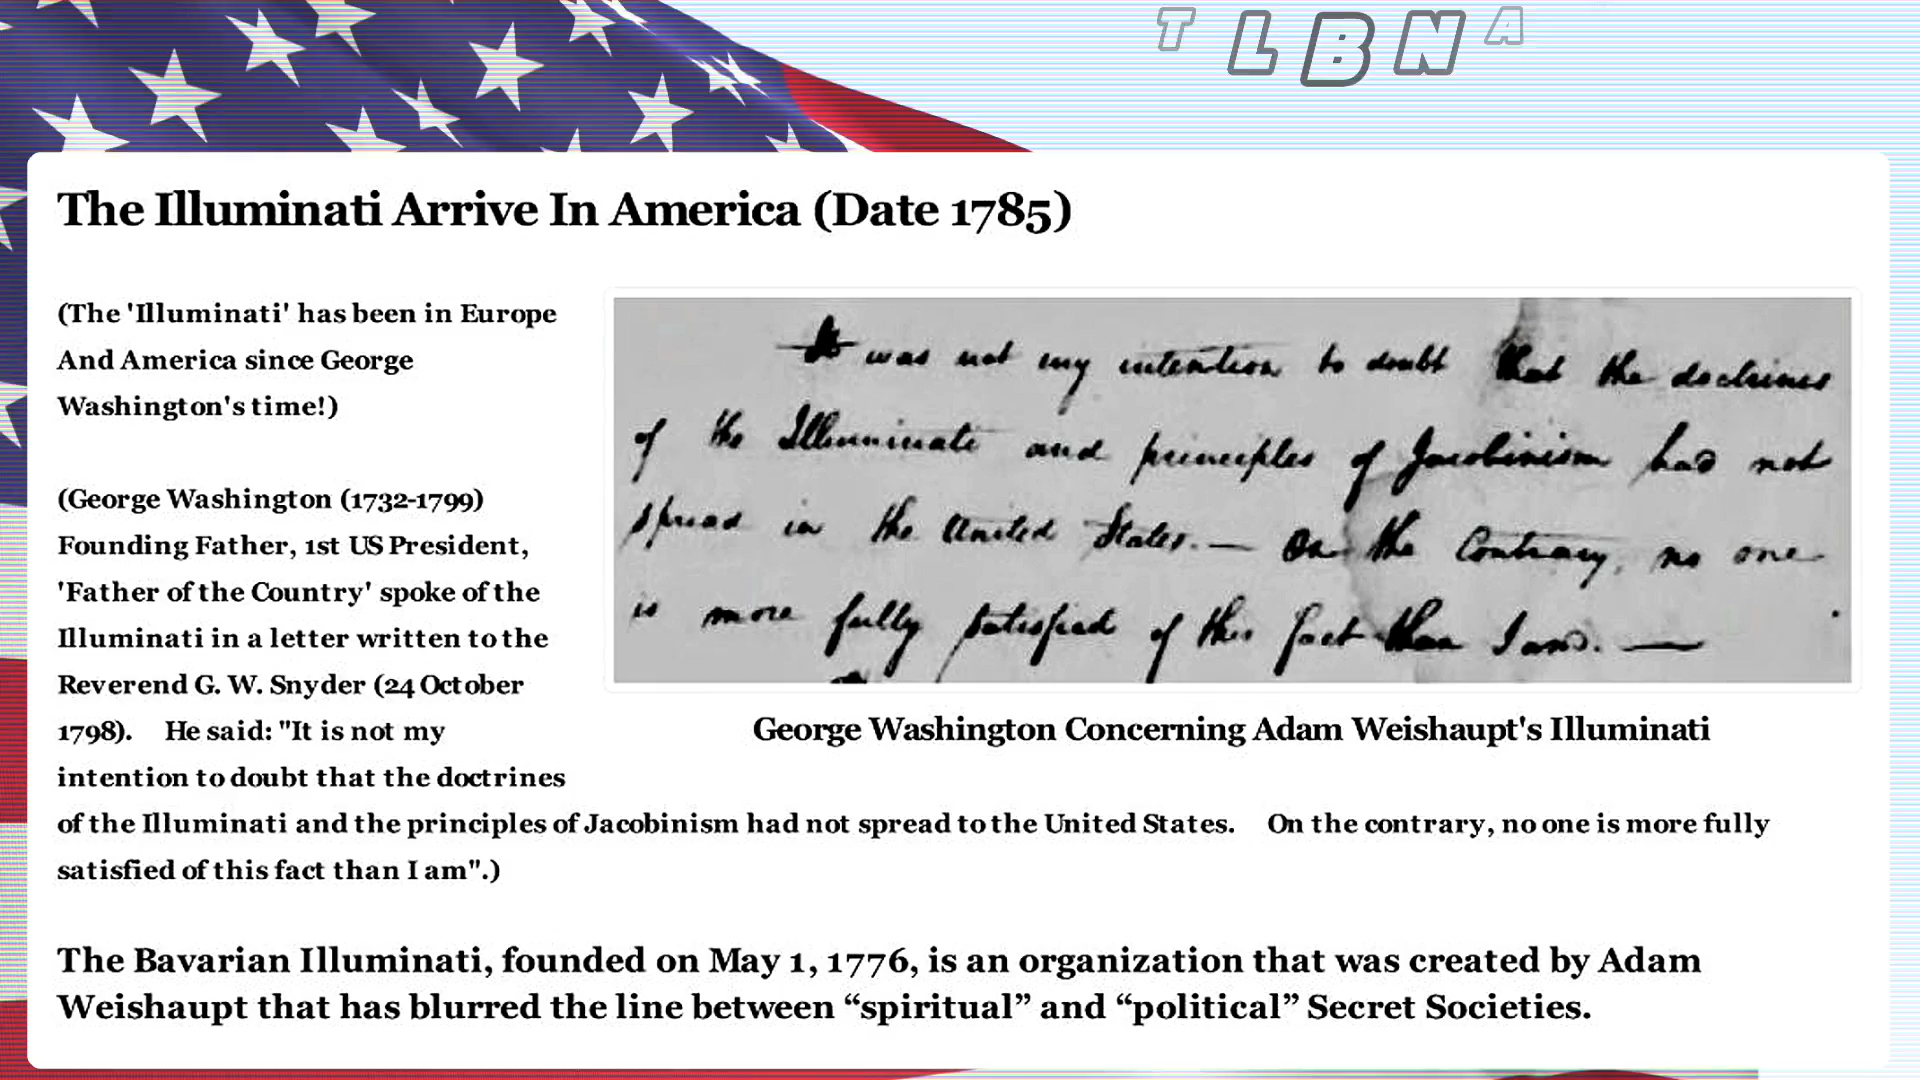 T L B N A
The Illuminati Arrive In America (Date 1785)
(The 'Illuminati' has been in Europe
And America since George
Washington's time!)
(George Washington (1732-1799)
Founding Father, 1st US President,
'Father of the Country' spoke of the
Illuminati in a letter written to the
Reverend G. W. Snyder (24 October
1798). He said: "It is not my
intention to doubt that the doctrines
of the Illuminati and the principles of Jacobinism had not spread to the United States. On the contrary, no one is more fully
satisfied of this fact than I am".)
It was not my intention to doubt that the doctrines
of the Illuminati and principles of Jacobinism had not
spread in the United States. — On the Contrary, no one
is more fully satisfied of this fact than I am. —
George Washington Concerning Adam Weishaupt's Illuminati
The Bavarian Illuminati, founded on May 1, 1776, is an organization that was created by Adam
Weishaupt that has blurred the line between “spiritual” and “political” Secret Societies.